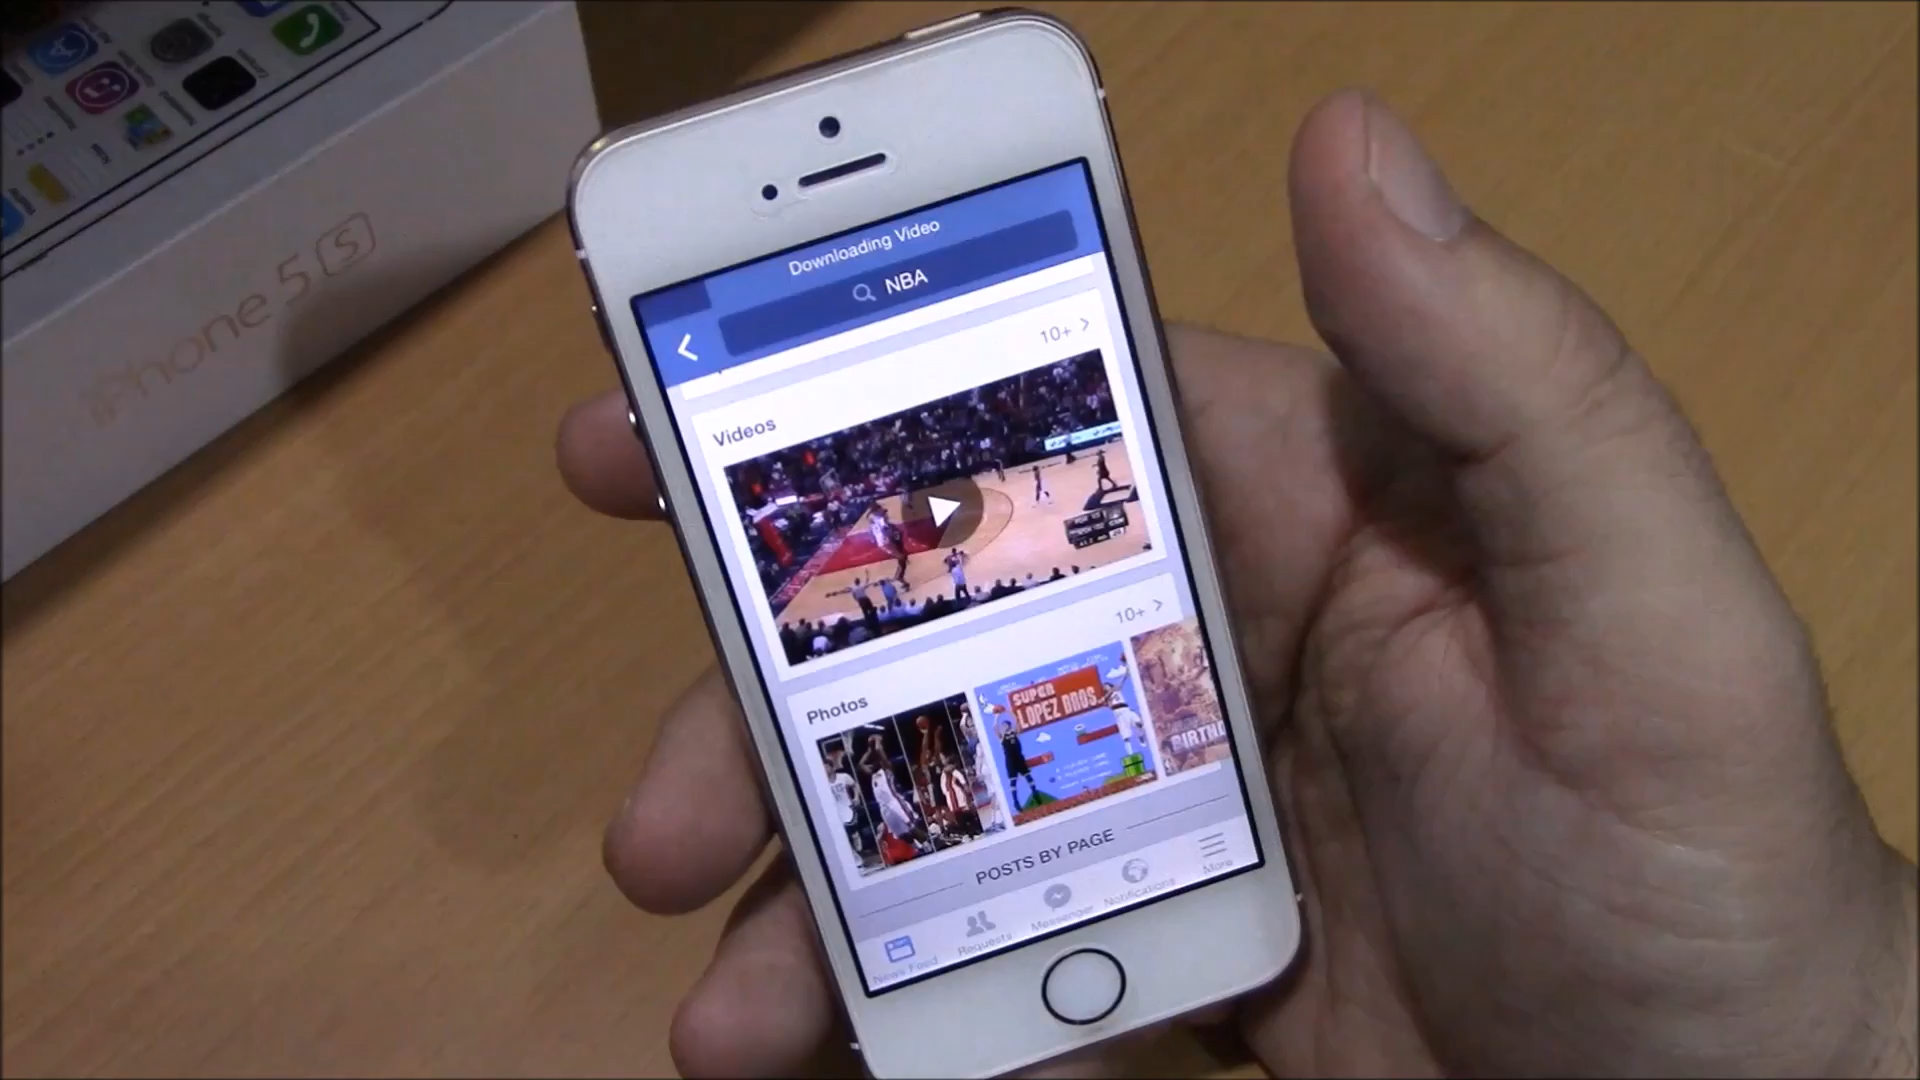 iPhone 5S
Downloading Video
NBA
10+
Videos
10+
Photos
SUPER
LOPEZ BROS.
POSTS BY PAGE
News Feed
Requests
Messenger
Notifications
More